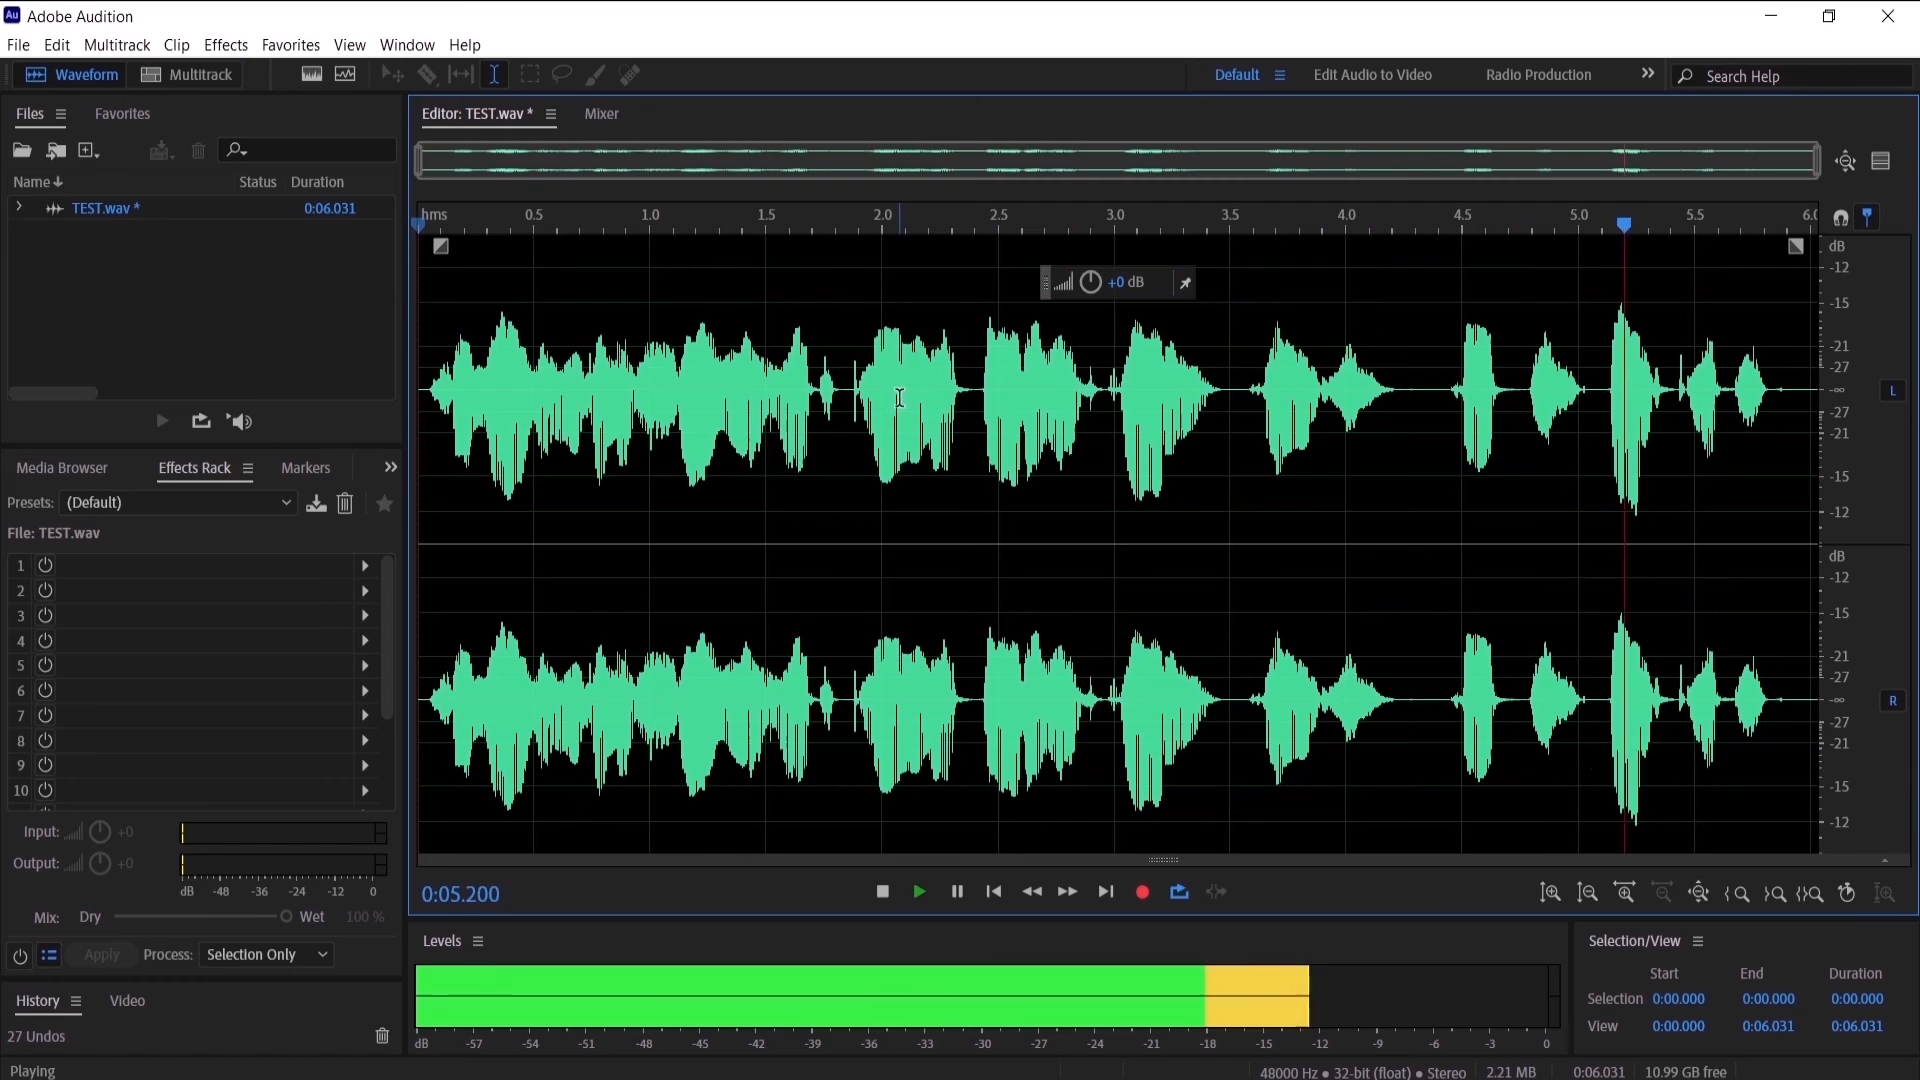 Au Adobe Audition
File Edit Multitrack Clip Effects Favorites View Window Help
Waveform Multitrack Default Edit Audio to Video Radio Production Search Help
Files Favorites
Name Status Duration
TEST.wav * 0:06.031
Media Browser Effects Rack Markers
Presets: (Default)
File: TEST.wav
1
2
3
4
5
6
7
8
9
10
Input: +0
Output: +0
dB -48 -36 -24 -12 0
Mix: Dry Wet 100 %
Apply Process: Selection Only
History Video
27 Undos
Playing
Editor: TEST.wav * Mixer
hms 0.5 1.0 1.5 2.0 2.5 3.0 3.5 4.0 4.5 5.0 5.5 6.0
+0 dB
dB
-12
-15
-21
-27
-∞
L
-27
-21
-15
-12
dB
-12
-15
-21
-27
-∞
R
-27
-21
-15
-12
0:05.200
Levels
dB -57 -54 -51 -48 -45 -42 -39 -36 -33 -30 -27 -24 -21 -18 -15 -12 -9 -6 -3 0
Selection/View
Start End Duration
Selection 0:00.000 0:00.000 0:00.000
View 0:00.000 0:06.031 0:06.031
48000 Hz ● 32-bit (float) ● Stereo 2.21 MB 0:06.031 10.99 GB free